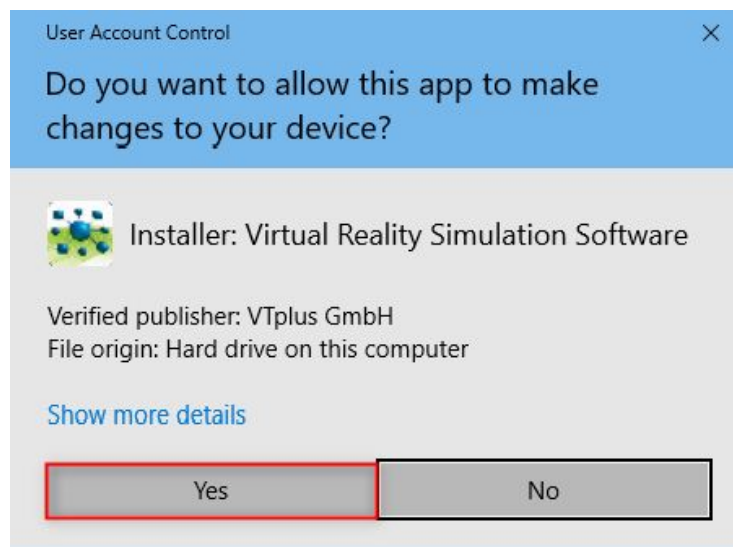 User Account Control
Do you want to allow this app to make
changes to your device?
Installer: Virtual Reality Simulation Software
Verified publisher: VTplus GmbH
File origin: Hard drive on this computer
Show more details
Yes
No